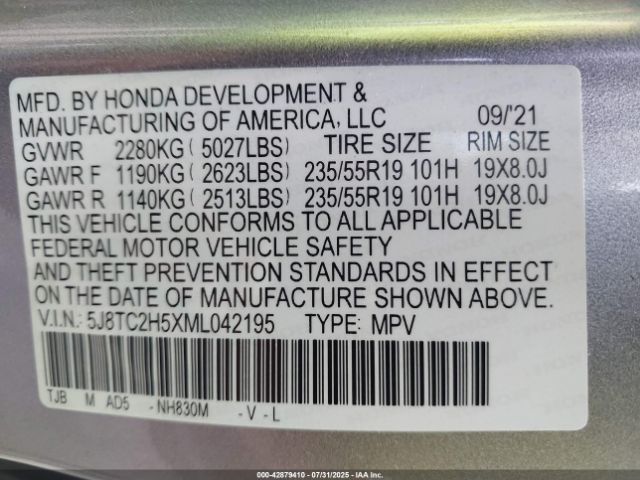 MFD. BY HONDA DEVELOPMENT &
MANUFACTURING OF AMERICA, LLC 09/'21
GVWR 2280KG ( 5027LBS) TIRE SIZE RIM SIZE
GAWR F 1190KG ( 2623LBS) 235/55R19 101H 19X8.0J
GAWR R 1140KG ( 2513LBS) 235/55R19 101H 19X8.0J
THIS VEHICLE CONFORMS TO ALL APPLICABLE
FEDERAL MOTOR VEHICLE SAFETY
AND THEFT PREVENTION STANDARDS IN EFFECT
ON THE DATE OF MANUFACTURE SHOWN ABOVE.
V.I.N.: 5J8TC2H5XML042195 TYPE: MPV
TJB M AD5 -NH830M -V-L
000-42879410 - 07/31/2025 - IAA Inc.